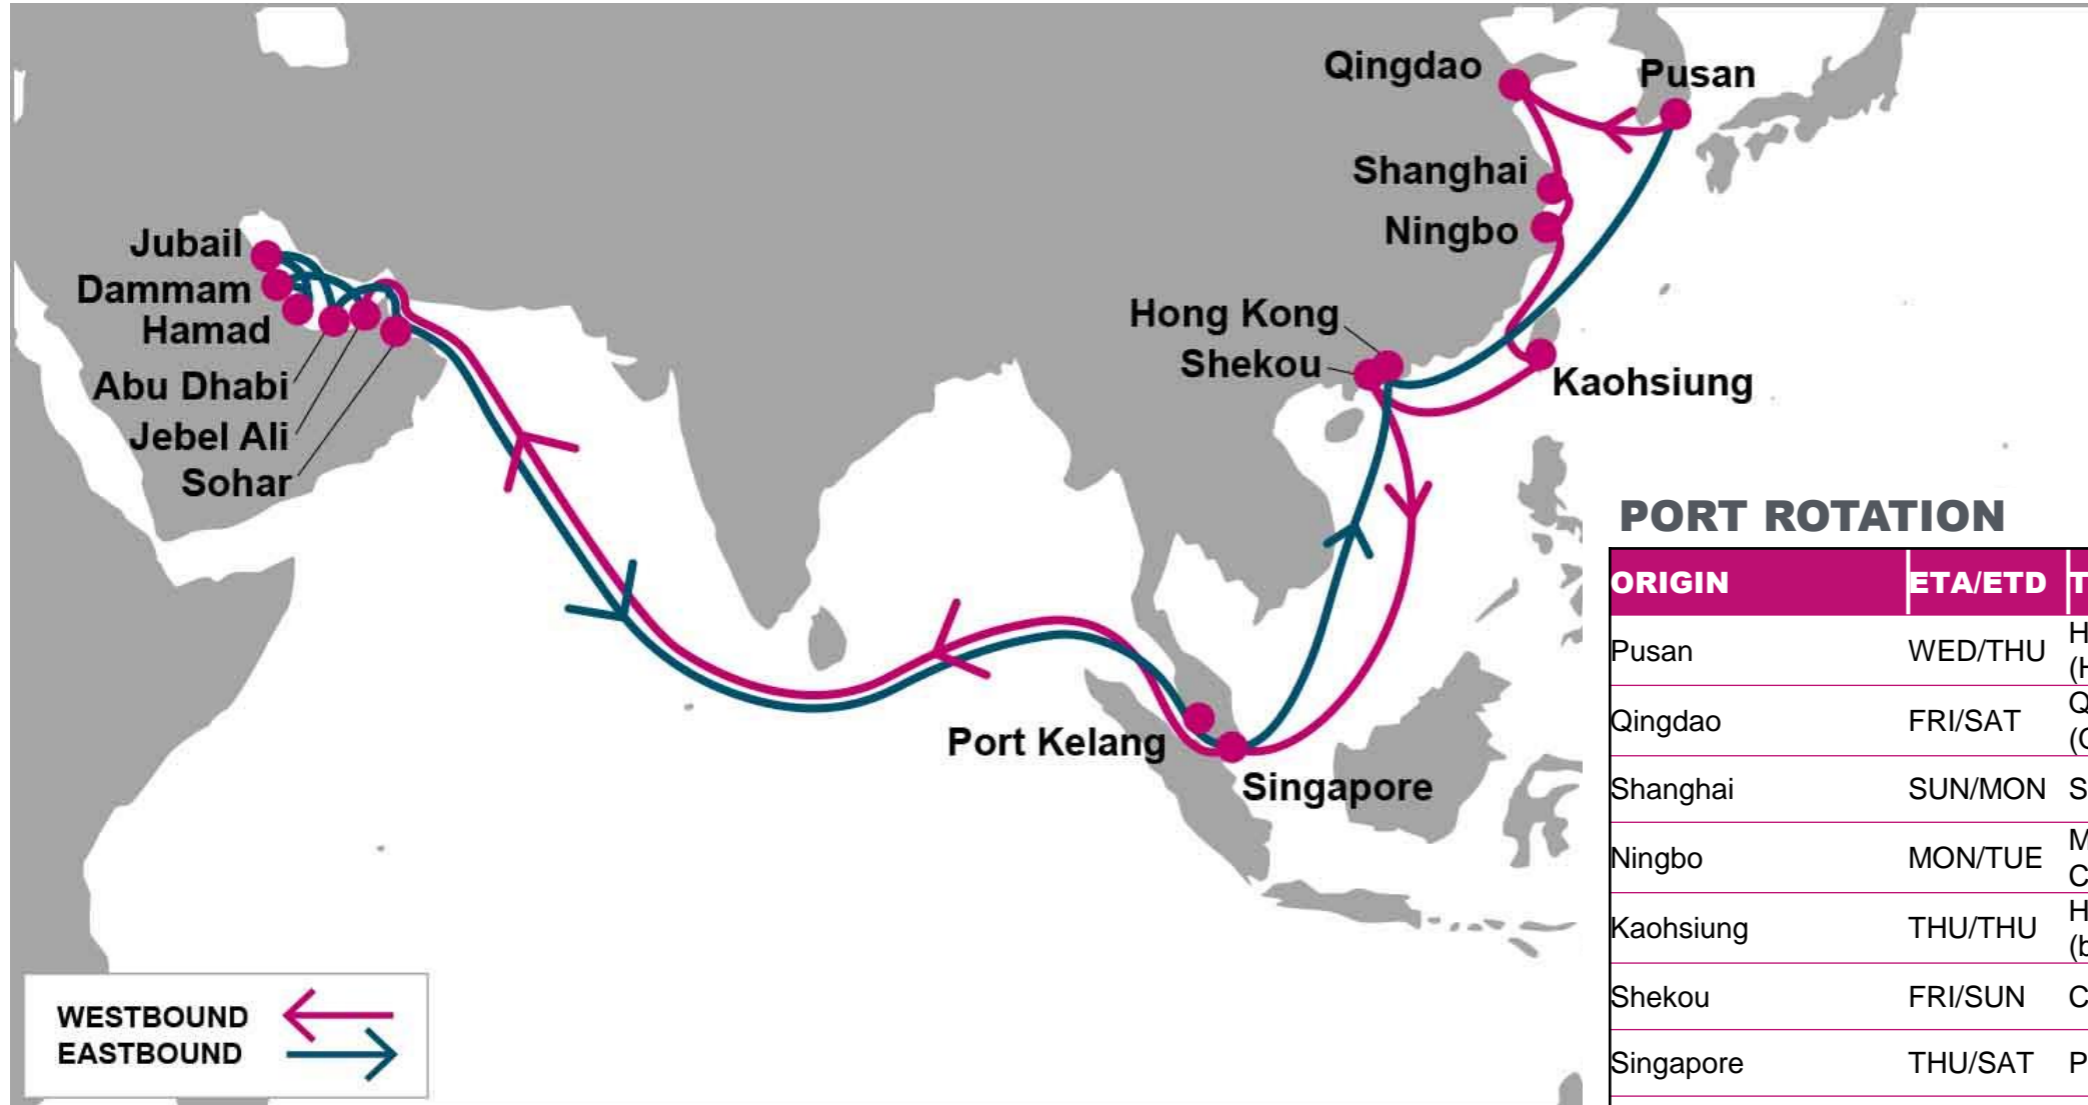 Qingdao
Pusan
Shanghai
Ningbo
Jubail
Dammam
Hamad
Abu Dhabi
Jebel Ali
Sohar
Hong Kong
Shekou
Kaohsiung
Port Kelang
Singapore
WESTBOUND
EASTBOUND
PORT ROTATION
ORIGIN ETA/ETD
Pusan WED/THU
Qingdao FRI/SAT
Shanghai SUN/MON
Ningbo MON/TUE
Kaohsiung THU/THU
Shekou FRI/SUN
Singapore THU/SAT